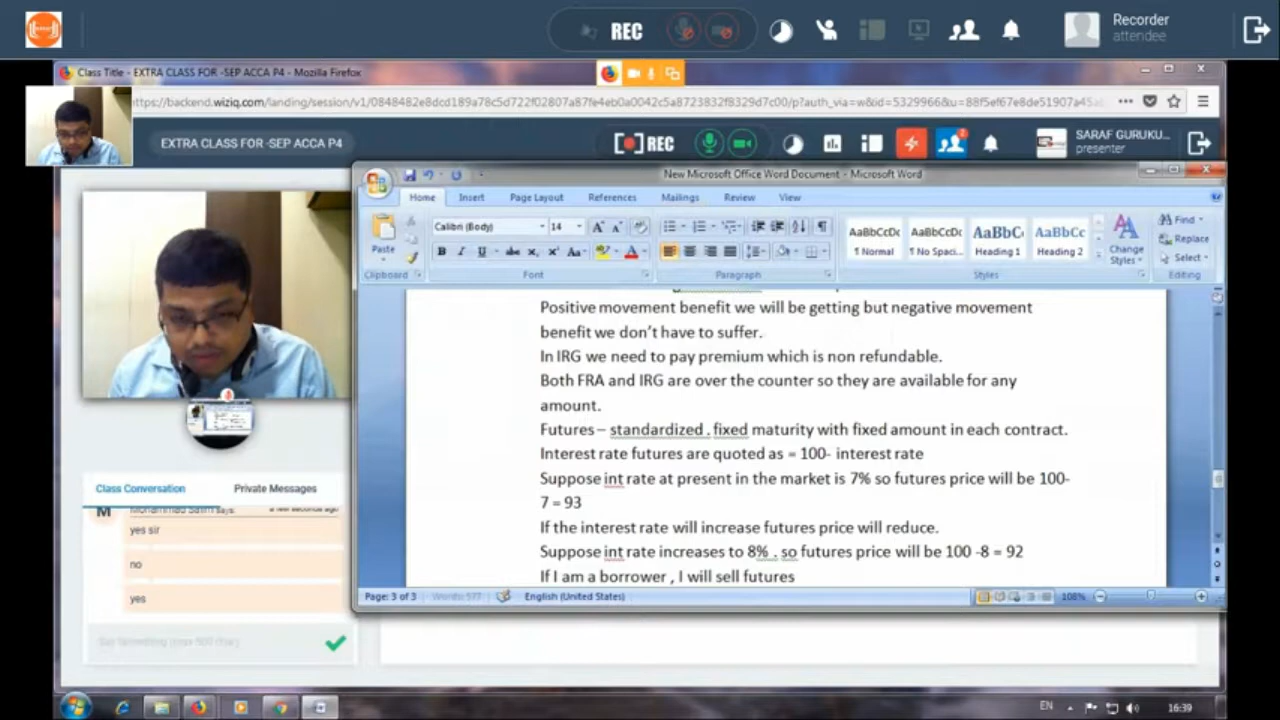 REC
Recorder
attendee
Class Title - EXTRA CLASS FOR -SEP ACCA P4 - Mozilla Firefox
EXTRA CLASS FOR -SEP ACCA P4
REC
SARAF GURUKU...
presenter
New Microsoft Office Word Document - Microsoft Word
Home Insert Page Layout References Mailings Review View
Calibri (Body) 14
Paste
AaBbCcDc AaBbCcDc AaBbC AaBbCc
¶ Normal ¶ No Spaci... Heading 1 Heading 2
Change Styles
Find
Replace
Select
Clipboard Font Paragraph Styles Editing
Positive movement benefit we will be getting but negative movement
benefit we don't have to suffer.
In IRG we need to pay premium which is non refundable.
Both FRA and IRG are over the counter so they are available for any
amount.
Futures – standardized . fixed maturity with fixed amount in each contract.
Interest rate futures are quoted as = 100- interest rate
Suppose int rate at present in the market is 7% so futures price will be 100-
7 = 93
If the interest rate will increase futures price will reduce.
Suppose int rate increases to 8% . so futures price will be 100 -8 = 92
If I am a borrower , I will sell futures
Page: 3 of 3 Words: 577 English (United States) 108%
Class Conversation Private Messages
M Mohammad Salim says a few seconds ago
yes sir
no
yes
EN 16:39